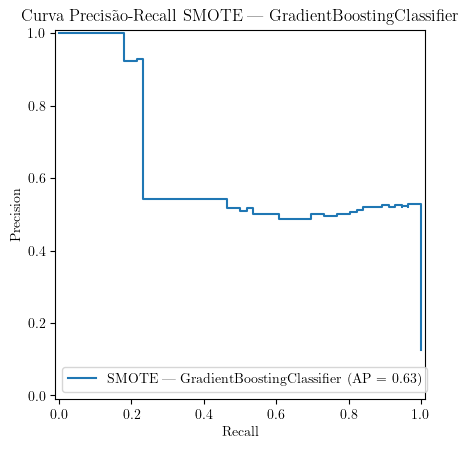 Curva Precisão-Recall SMOTE — GradientBoostingClassifier
1.0
0.8
0.6
0.4
0.2
0.0
Precision
SMOTE — GradientBoostingClassifier (AP = 0.63)
0.0 0.2 0.4 0.6 0.8 1.0
Recall